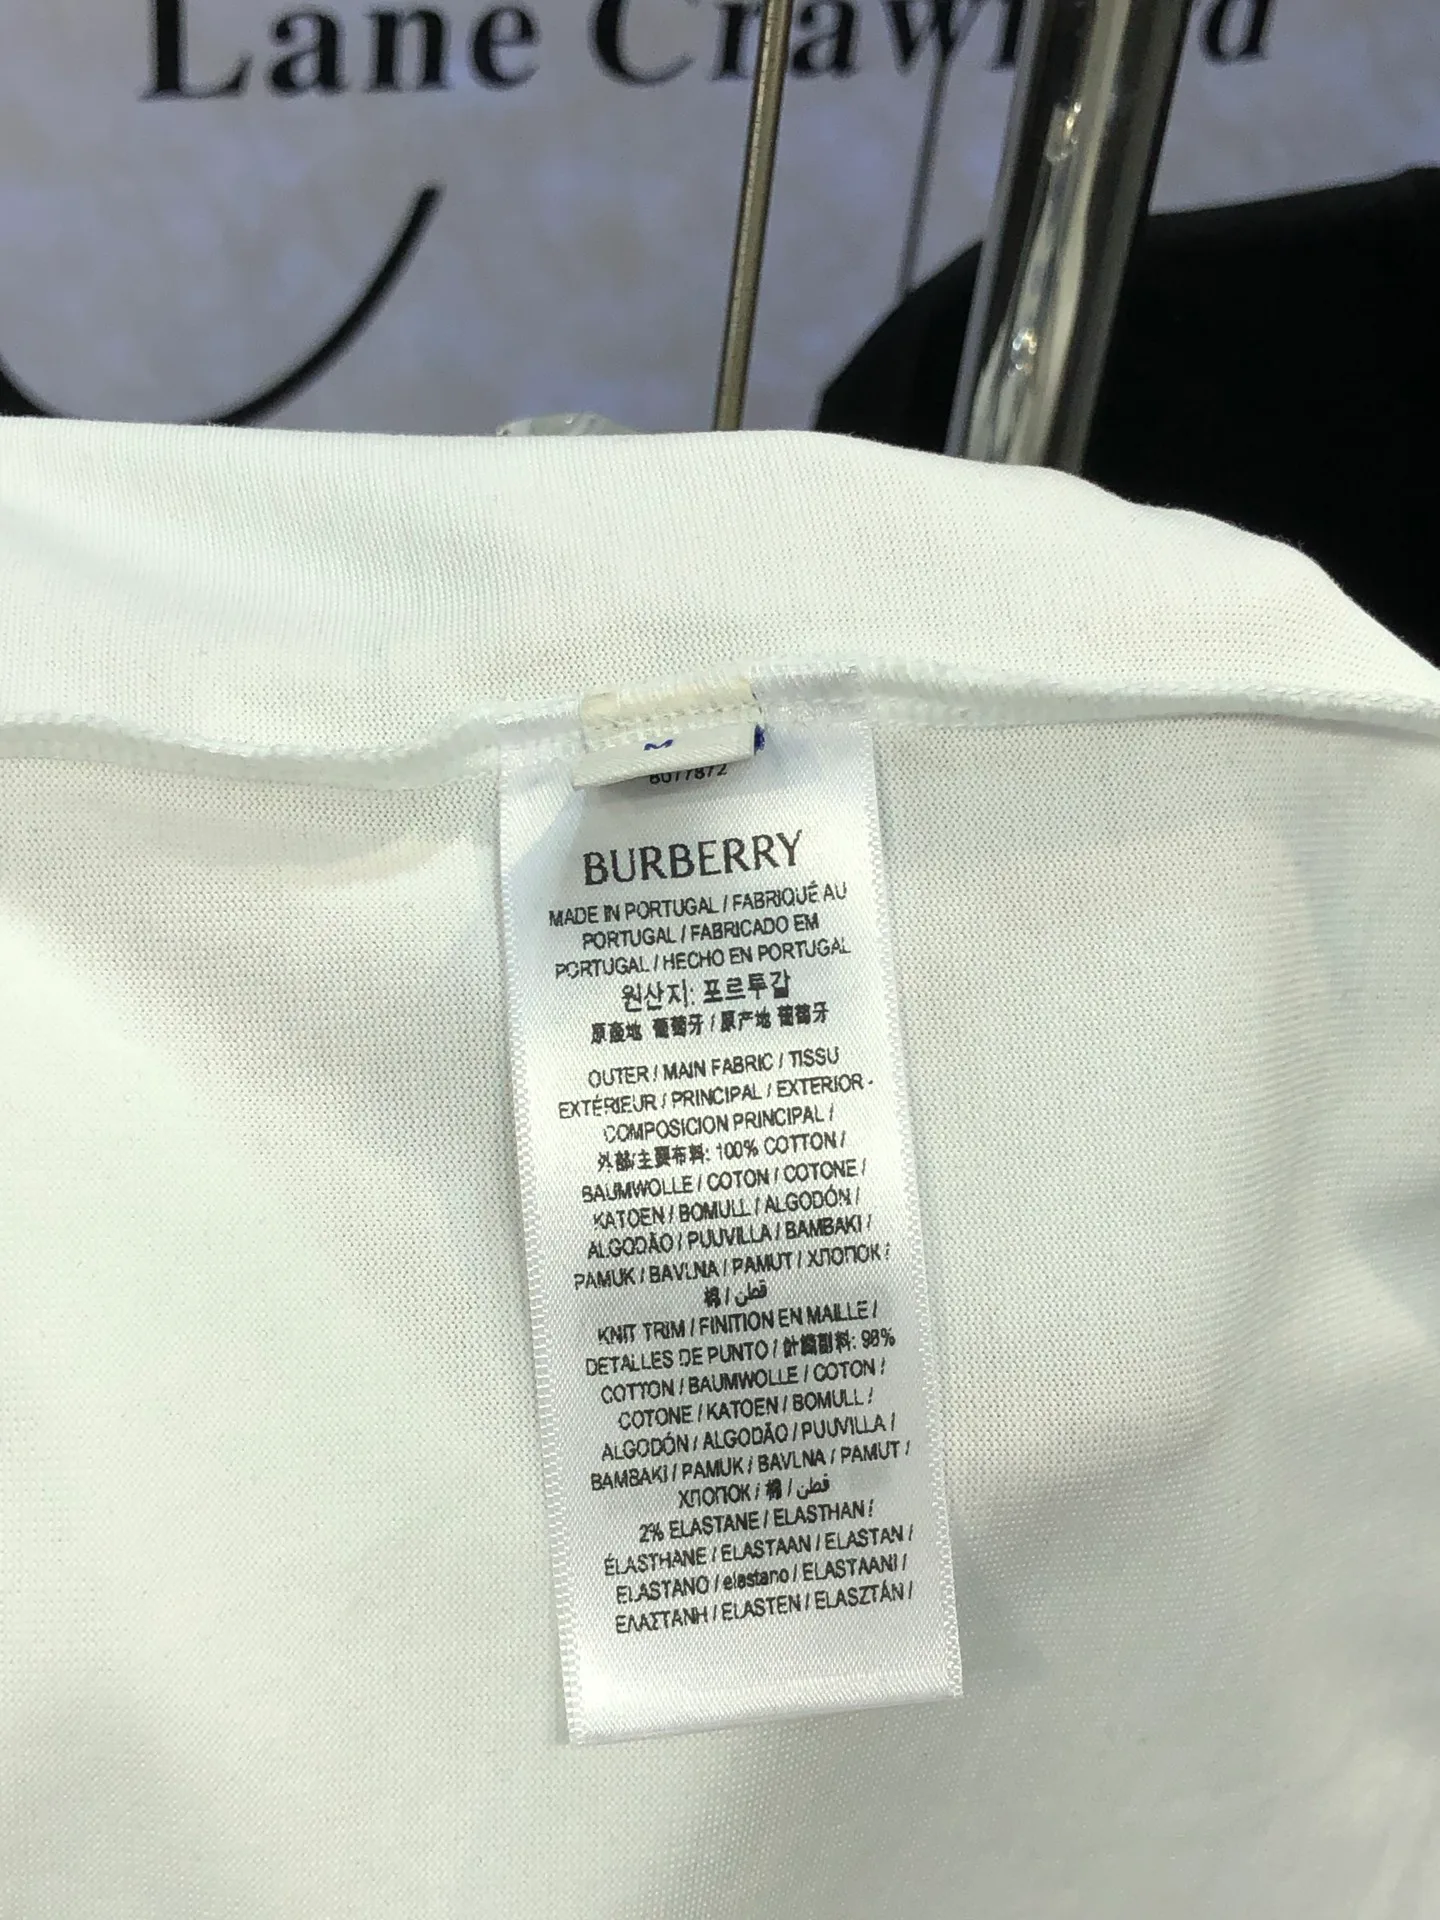 Lane Crawford
M
8077872
BURBERRY
MADE IN PORTUGAL / FABRIQUÉ AU
PORTUGAL / FABRICADO EM
PORTUGAL / HECHO EN PORTUGAL
원산지: 포르투갈
原產地 葡萄牙 / 原产地 葡萄牙
OUTER / MAIN FABRIC / TISSU
EXTÉRIEUR / PRINCIPAL / EXTERIOR -
COMPOSICION PRINCIPAL /
外部/主要布料: 100% COTTON /
BAUMWOLLE / COTON / COTONE /
KATOEN / BOMULL / ALGODÓN /
ALGODÃO / PUUVILLA / BAMBAKI /
PAMUK / BAVLNA / PAMUT / ХЛОПОК /
棉 / قطن
KNIT TRIM / FINITION EN MAILLE /
DETALLES DE PUNTO / 針織副料: 98%
COTTON / BAUMWOLLE / COTON /
COTONE / KATOEN / BOMULL /
ALGODÓN / ALGODÃO / PUUVILLA /
BAMBAKI / PAMUK / BAVLNA / PAMUT /
ХЛОПОК / 棉 / قطن
2% ELASTANE / ELASTHAN /
ÉLASTHANE / ELASTAAN / ELASTAN /
ELASTANO / elastano / ELASTAANI /
ΕΛΑΣΤΑΝΗ / ELASTEN / ELASZTÁN /